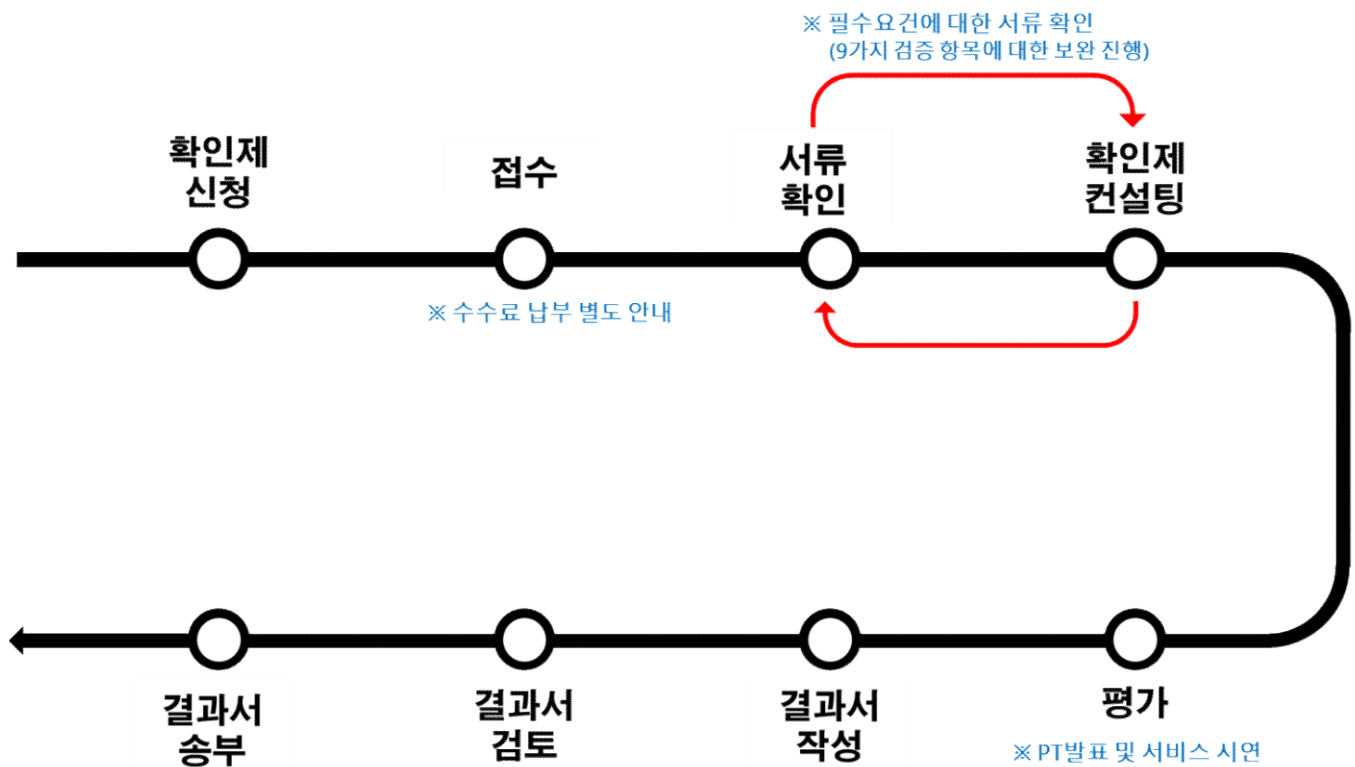 ※ 필수요건에 대한 서류 확인
(9가지 검증 항목에 대한 보완 진행)
확인제
신청
접수
서류
확인
확인제
컨설팅
※ 수수료 납부 별도 안내
결과서
송부
결과서
검토
결과서
작성
평가
※ PT발표 및 서비스 시연